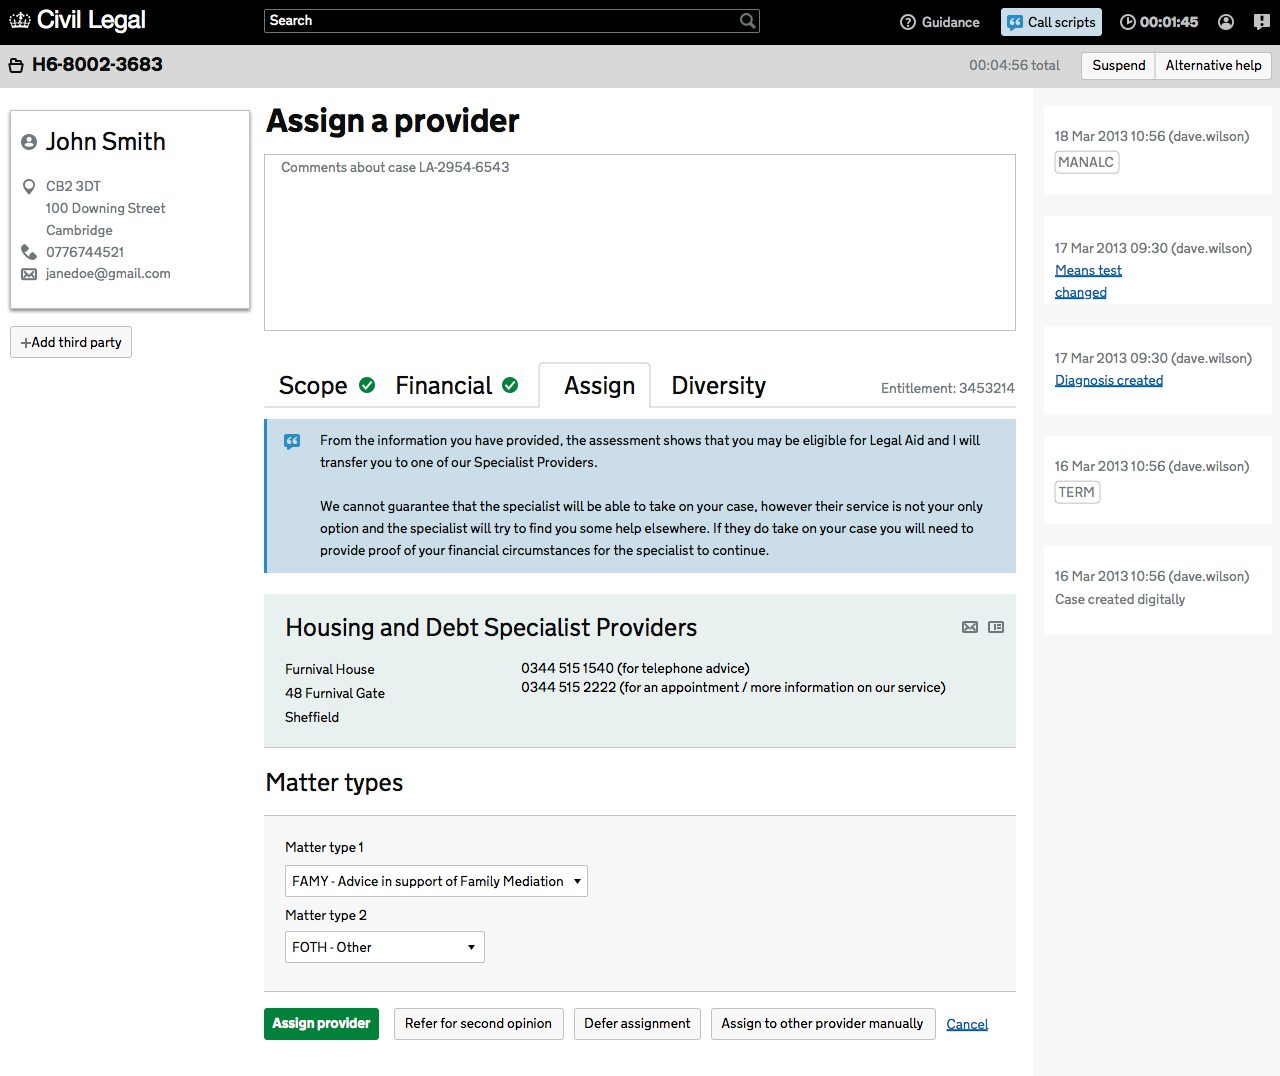 Civil Legal
Search
Guidance
Call scripts
00:01:45
H6-8002-3683
00:04:56 total
Suspend
Alternative help
John Smith
CB2 3DT
100 Downing Street
Cambridge
0776744521
janedoe@gmail.com
+Add third party
Assign a provider
Comments about case LA-2954-6543
Scope
Financial
Assign
Diversity
Entitlement: 3453214
From the information you have provided, the assessment shows that you may be eligible for Legal Aid and I will
transfer you to one of our Specialist Providers.
We cannot guarantee that the specialist will be able to take on your case, however their service is not your only
option and the specialist will try to find you some help elsewhere. If they do take on your case you will need to
provide proof of your financial circumstances for the specialist to continue.
Housing and Debt Specialist Providers
Furnival House
48 Furnival Gate
Sheffield
0344 515 1540 (for telephone advice)
0344 515 2222 (for an appointment / more information on our service)
Matter types
Matter type 1
FAMY - Advice in support of Family Mediation
Matter type 2
FOTH - Other
Assign provider
Refer for second opinion
Defer assignment
Assign to other provider manually
Cancel
18 Mar 2013 10:56 (dave.wilson)
MANALC
17 Mar 2013 09:30 (dave.wilson)
Means test
changed
17 Mar 2013 09:30 (dave.wilson)
Diagnosis created
16 Mar 2013 10:56 (dave.wilson)
TERM
16 Mar 2013 10:56 (dave.wilson)
Case created digitally